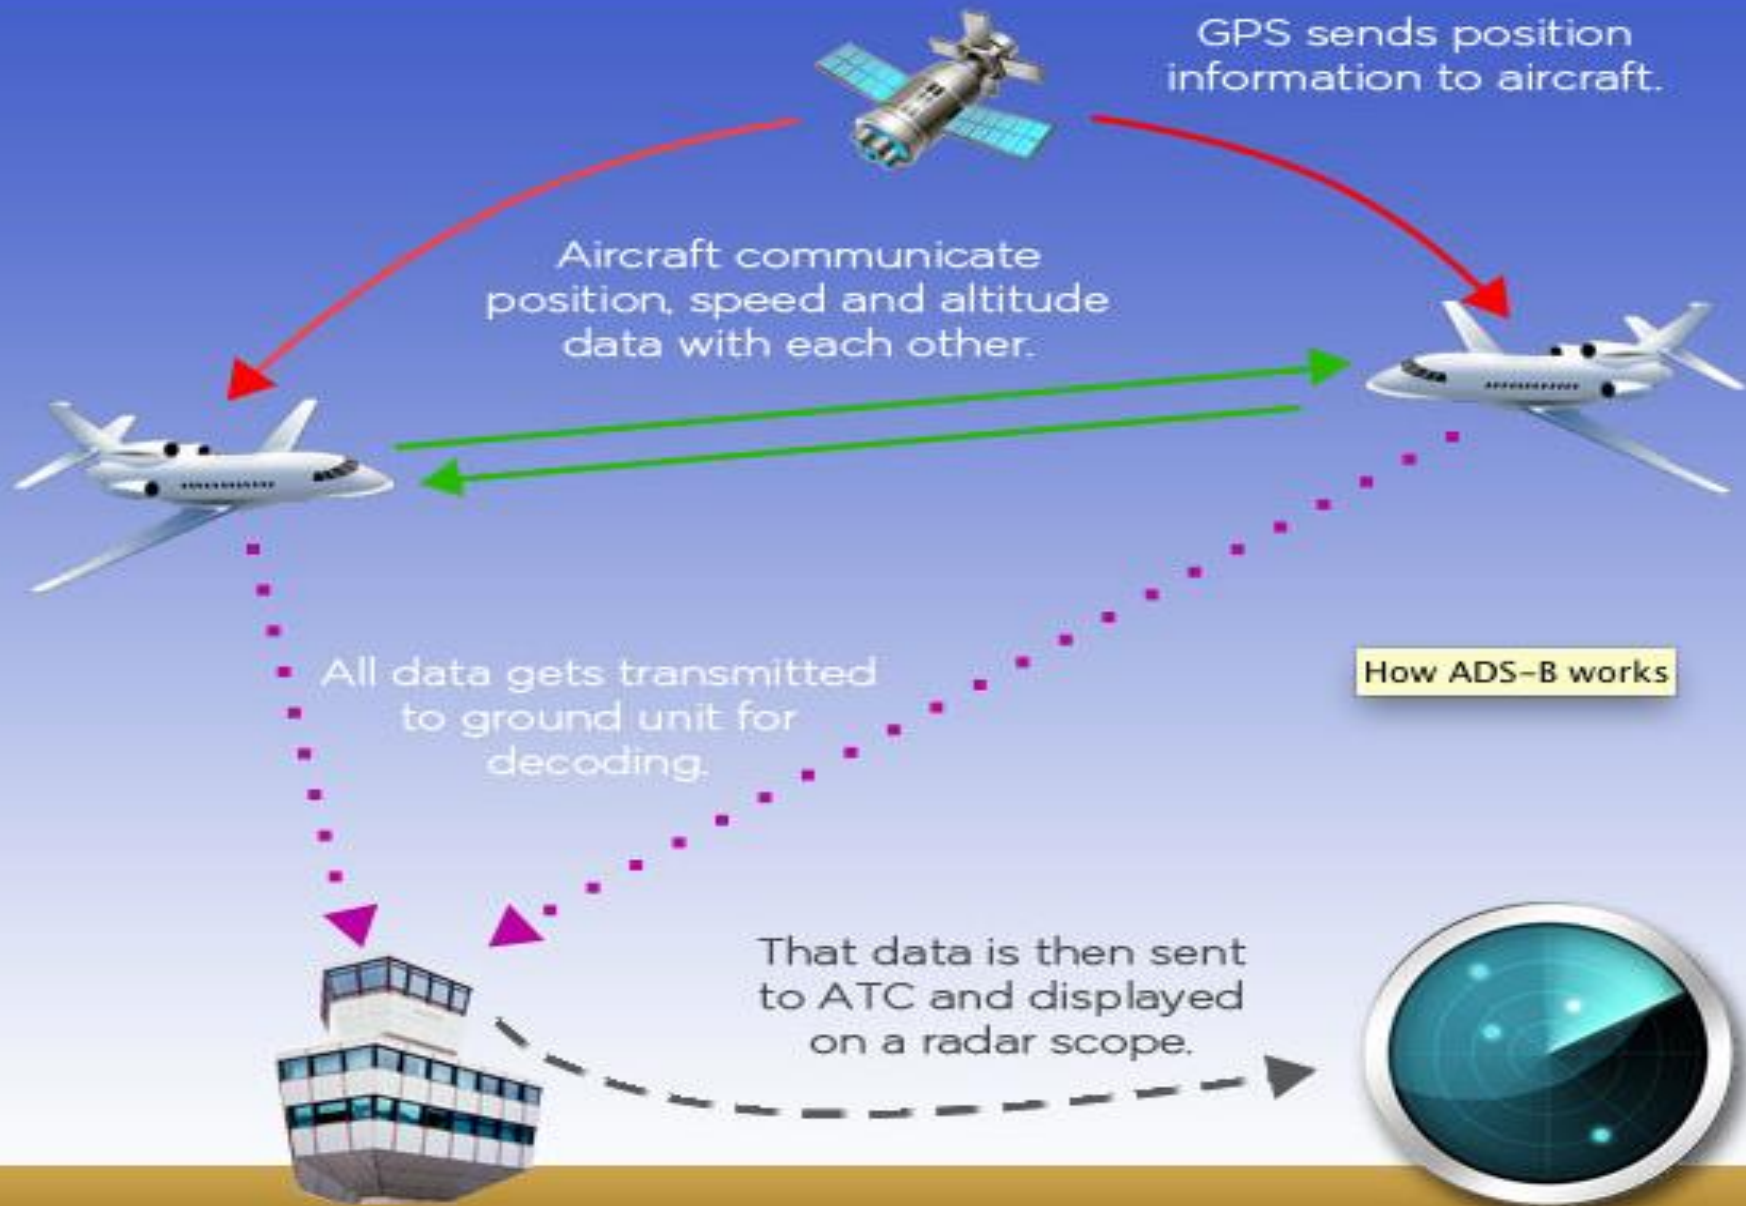 GPS sends position
information to aircraft.
Aircraft communicate
position, speed and altitude
data with each other.
All data gets transmitted
to ground unit for
decoding.
How ADS-B works
That data is then sent
to ATC and displayed
on a radar scope.